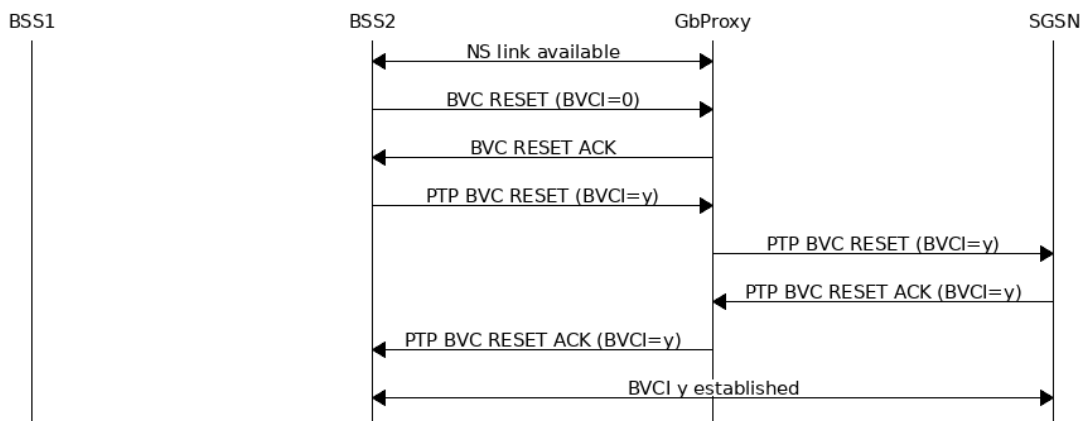 BSS1 BSS2 GbProxy SGSN
NS link available
BVC RESET (BVCI=0)
BVC RESET ACK
PTP BVC RESET (BVCI=y)
PTP BVC RESET (BVCI=y)
PTP BVC RESET ACK (BVCI=y)
PTP BVC RESET ACK (BVCI=y)
BVCI y established